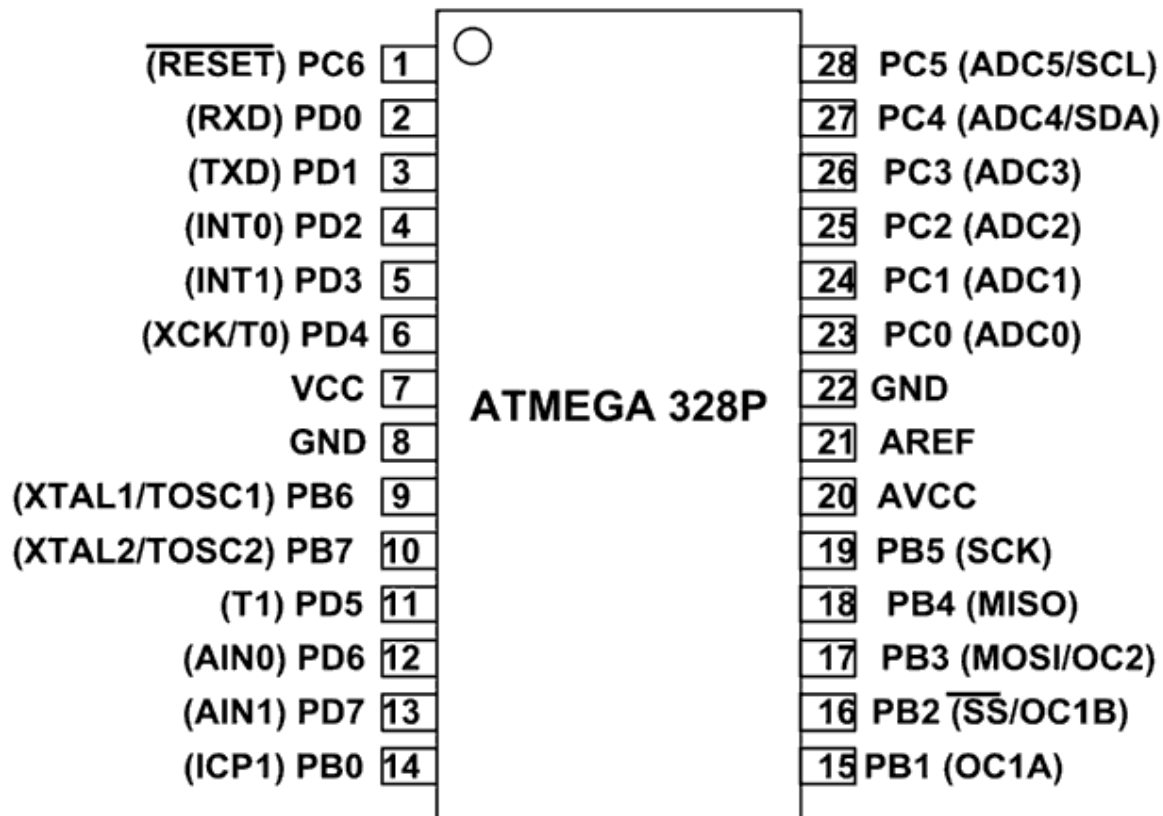 (RESET) PC6 1
(RXD) PD0 2
(TXD) PD1 3
(INT0) PD2 4
(INT1) PD3 5
(XCK/T0) PD4 6
VCC 7
GND 8
(XTAL1/TOSC1) PB6 9
(XTAL2/TOSC2) PB7 10
(T1) PD5 11
(AIN0) PD6 12
(AIN1) PD7 13
(ICP1) PB0 14
ATMEGA 328P
28 PC5 (ADC5/SCL)
27 PC4 (ADC4/SDA)
26 PC3 (ADC3)
25 PC2 (ADC2)
24 PC1 (ADC1)
23 PC0 (ADC0)
22 GND
21 AREF
20 AVCC
19 PB5 (SCK)
18 PB4 (MISO)
17 PB3 (MOSI/OC2)
16 PB2 (SS/OC1B)
15 PB1 (OC1A)